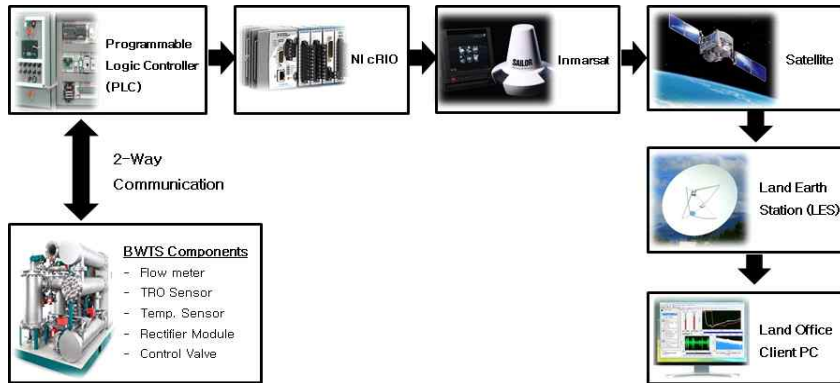 Programmable
Logic Controller
(PLC)
NI cRIO
SAILOR
Inmarsat
Satellite
2-Way
Communication
Land Earth
Station (LES)
BWTS Components
- Flow meter
- TRO Sensor
- Temp. Sensor
- Rectifier Module
- Control Valve
Land Office
Client PC